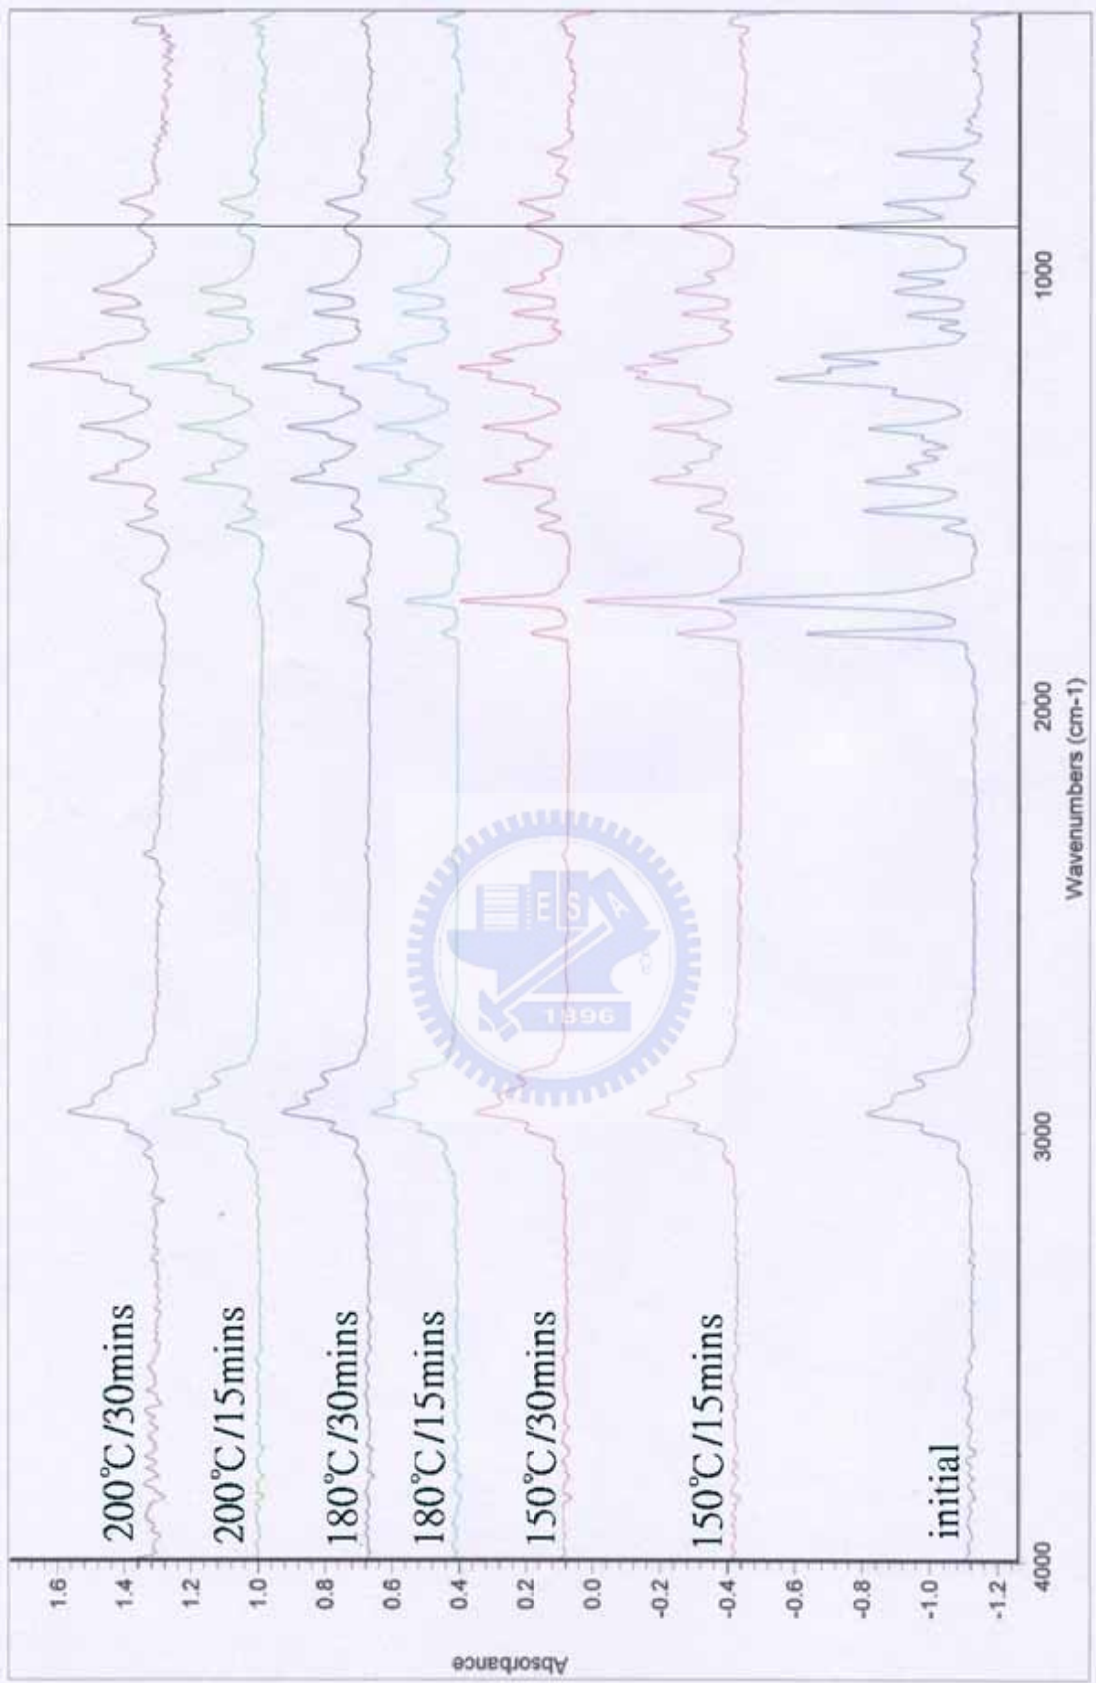 200℃/30mins
200℃/15mins
180℃/30mins
180℃/15mins
150℃/30mins
150℃/15mins
initial
1.6
1.4
1.2
1.0
0.8
0.6
0.4
0.2
0.0
-0.2
-0.4
-0.6
-0.8
-1.0
-1.2
Absorbance
4000
3000
2000
1000
Wavenumbers (cm-1)
E S A
1896